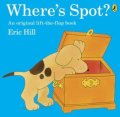 Where's Spot?
An original lift-the-flap book
Eric Hill